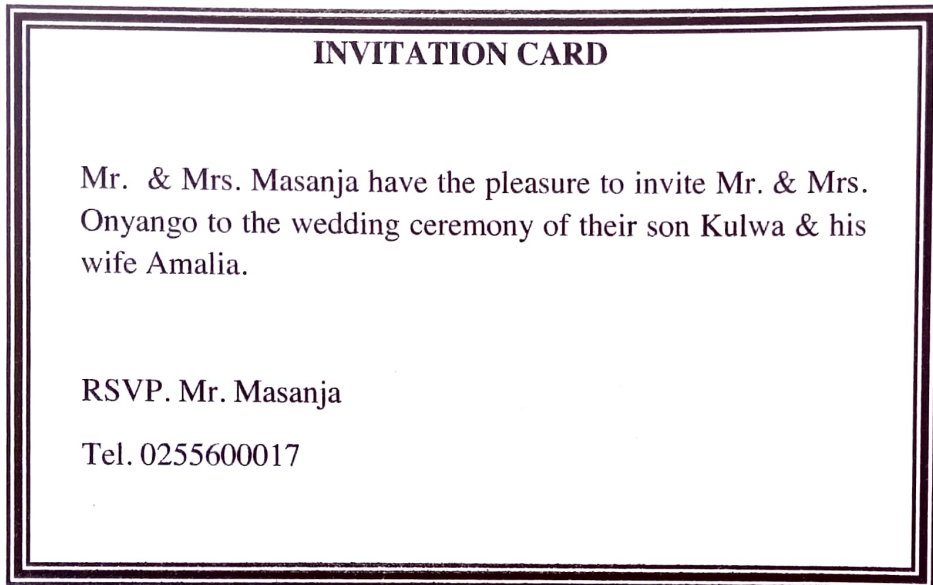 INVITATION CARD
Mr. & Mrs. Masanja have the pleasure to invite Mr. & Mrs.
Onyango to the wedding ceremony of their son Kulwa & his
wife Amalia.
RSVP. Mr. Masanja
Tel. 0255600017